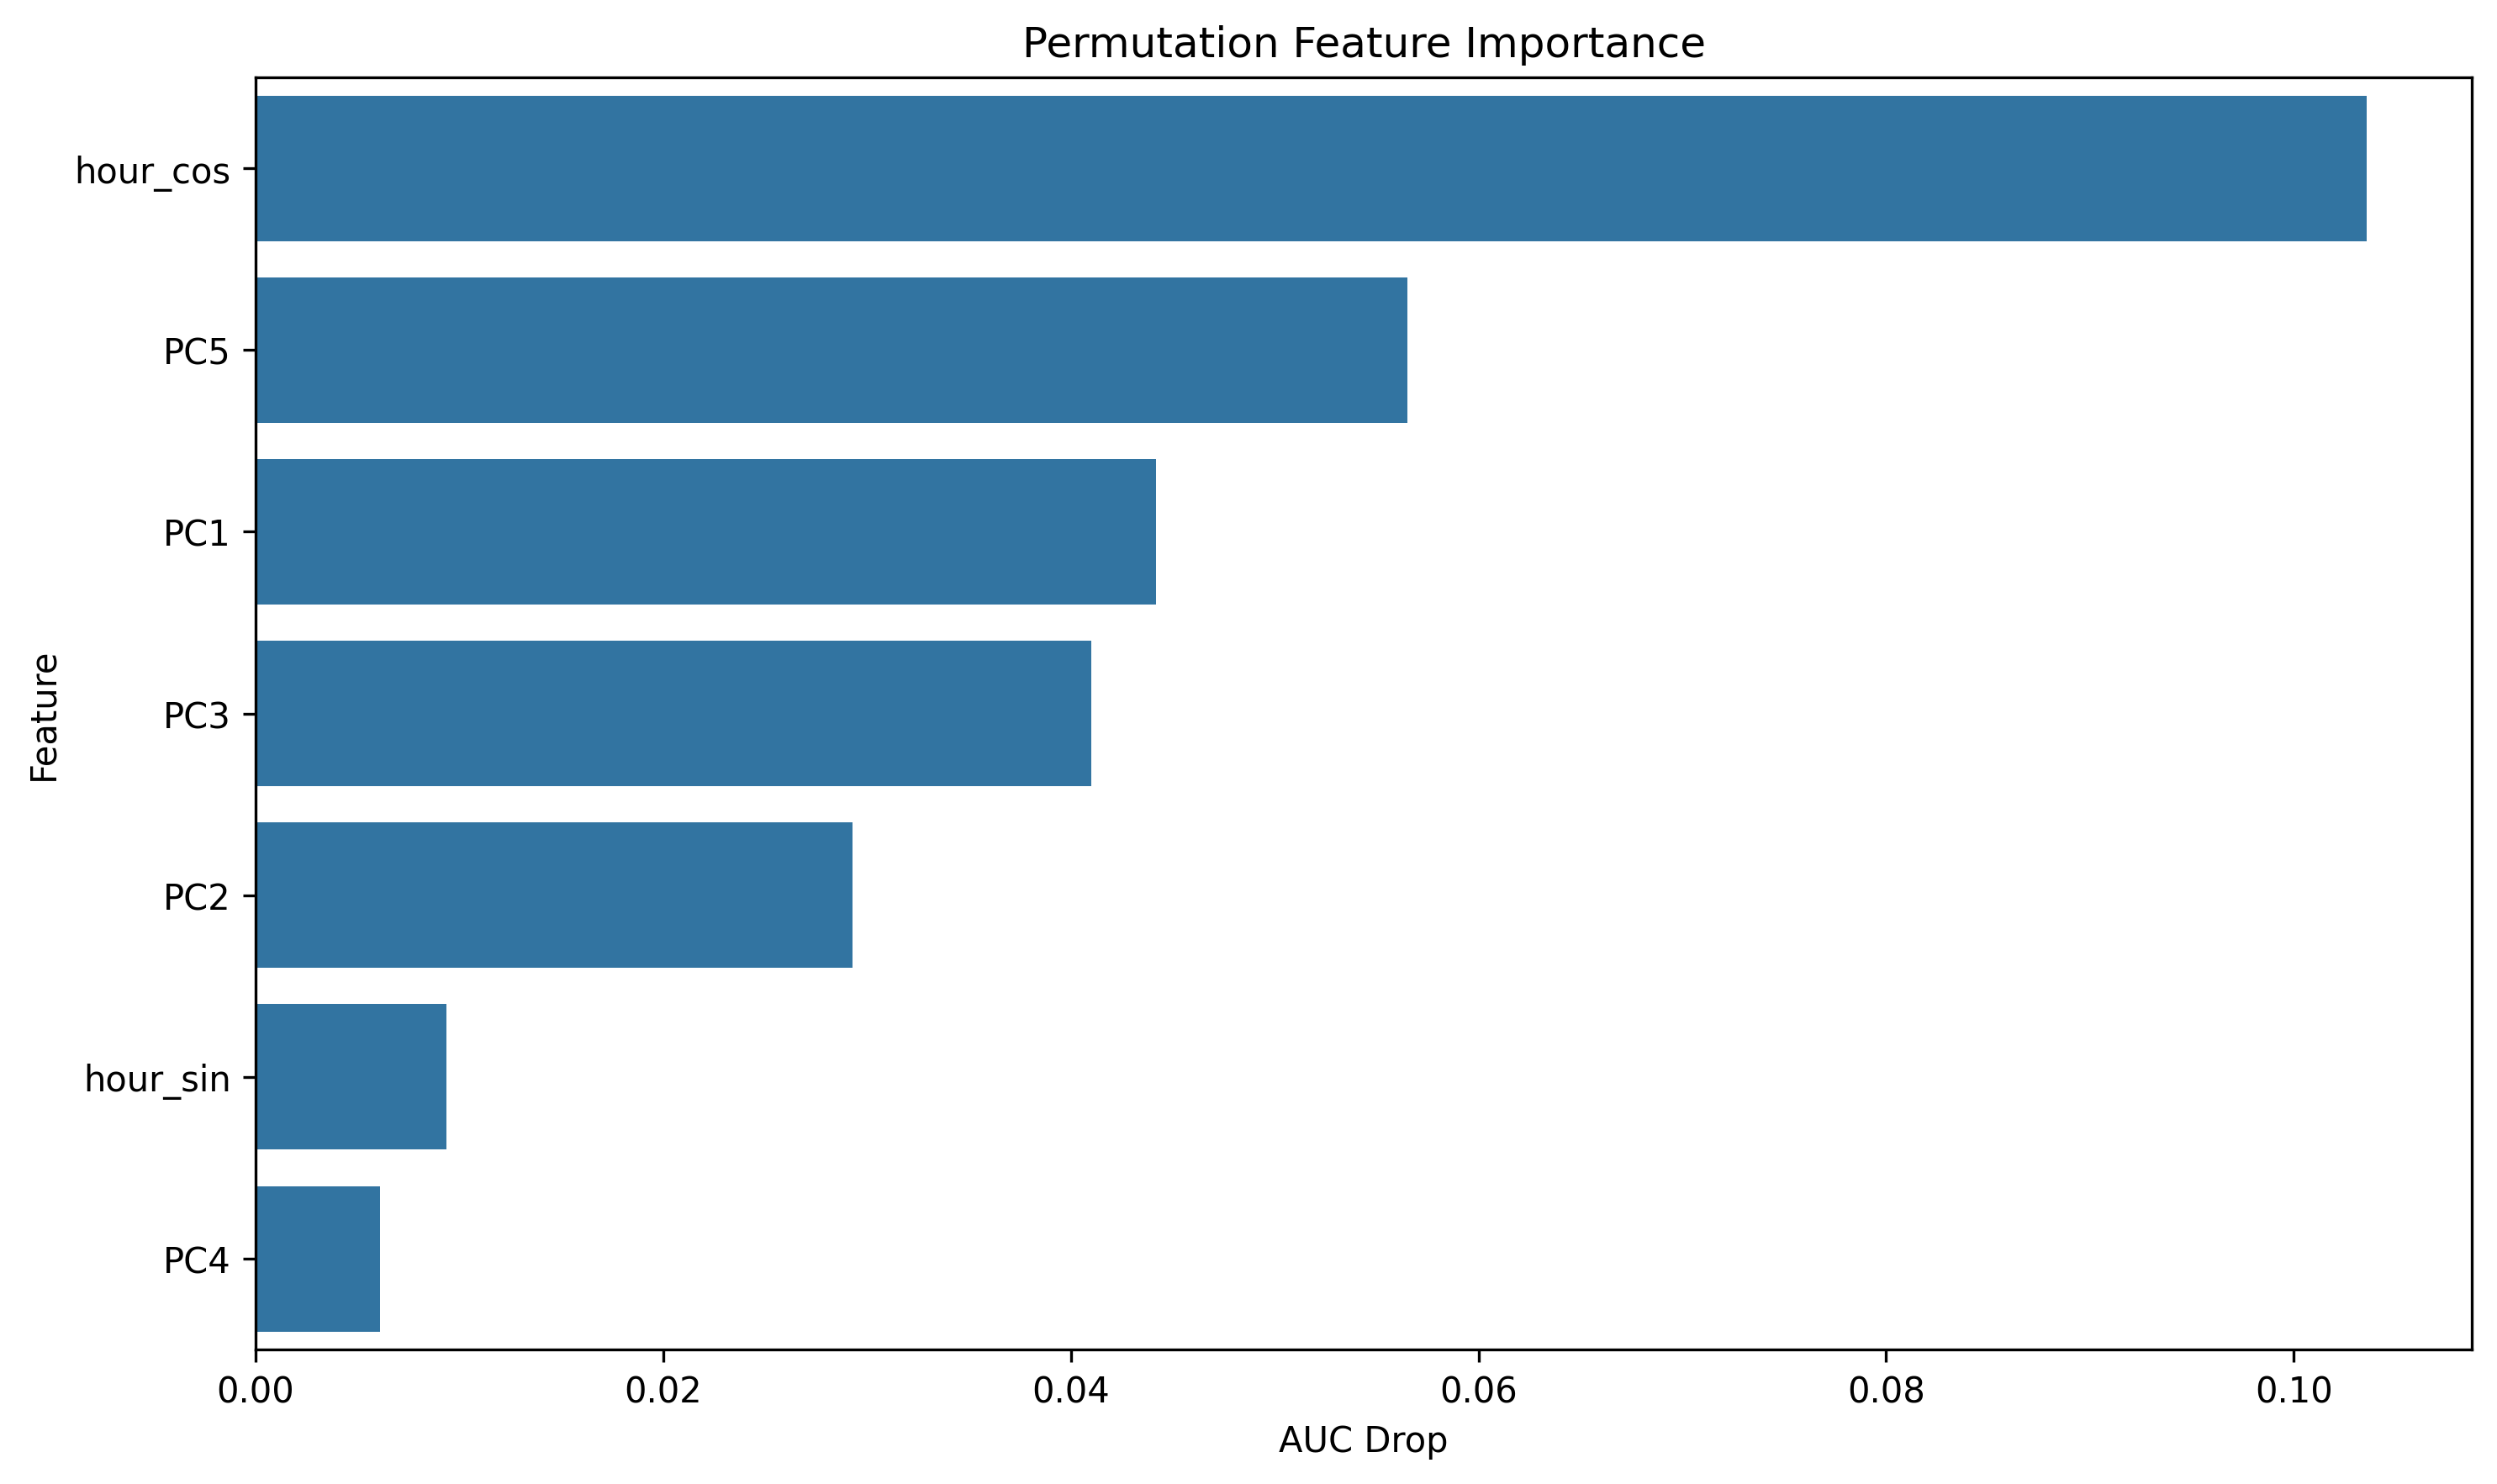 Permutation Feature Importance
hour_cos
PC5
PC1
PC3
PC2
hour_sin
PC4
Feature
0.00 0.02 0.04 0.06 0.08 0.10
AUC Drop